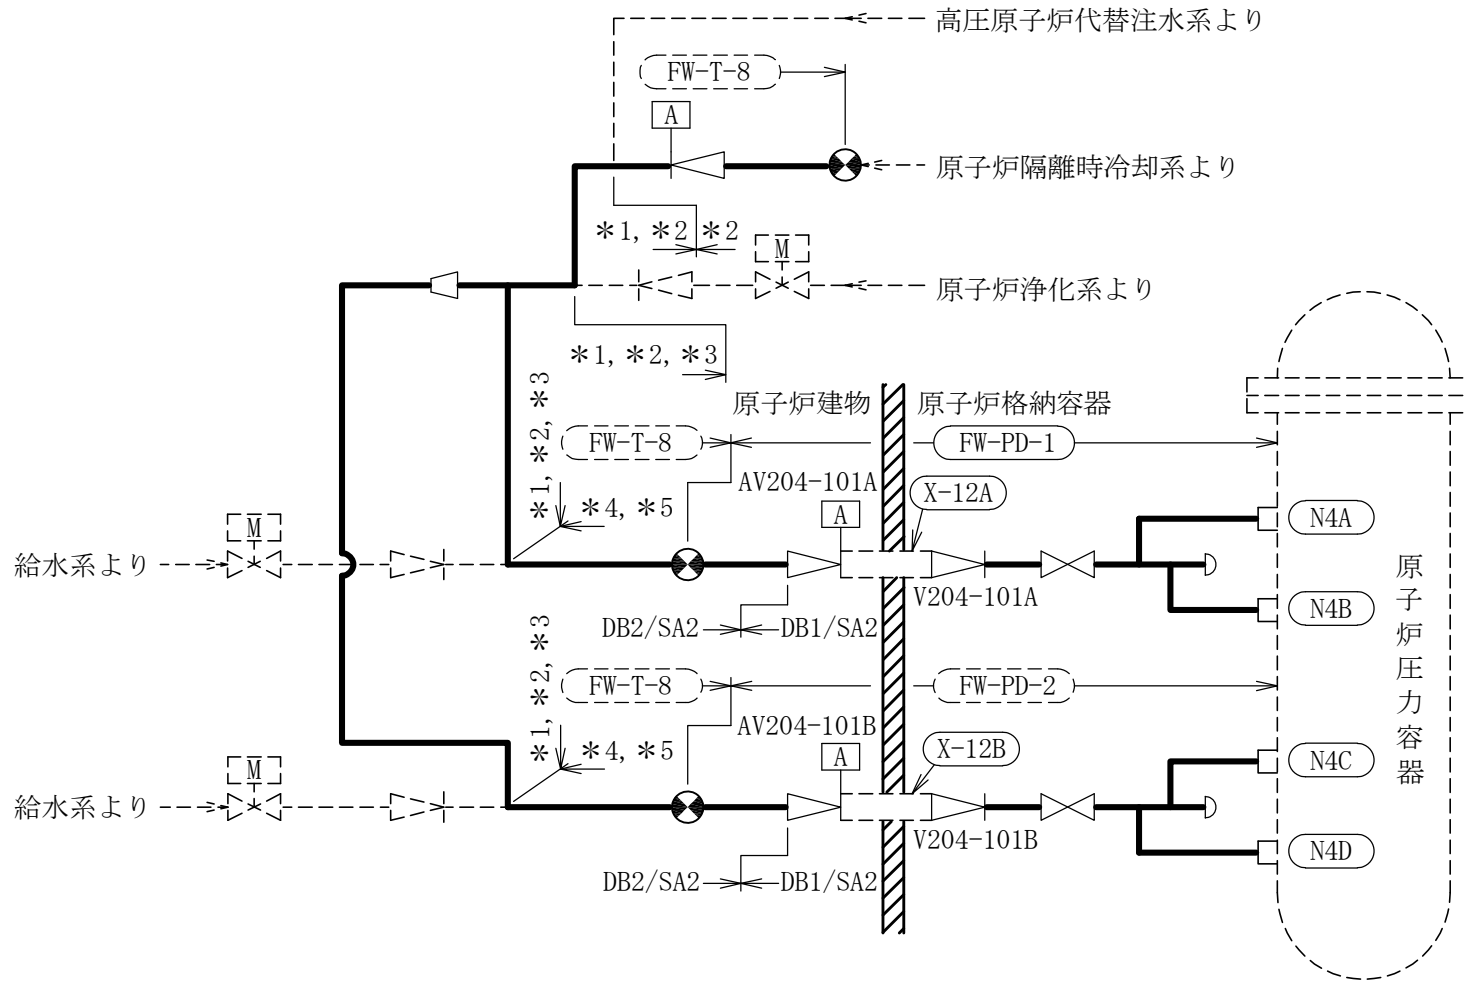 高圧原子炉代替注水系より
FW-T-8
A
原子炉隔離時冷却系より
*1, *2 *2
M
原子炉浄化系より
*1, *2, *3
原子炉建物
原子炉格納容器
*1, *2, *3
FW-T-8
FW-PD-1
AV204-101A
X-12A
*4, *5
A
M
N4A
給水系より
V204-101A
N4B
DB2/SA2
DB1/SA2
原子炉圧力容器
*1, *2, *3
FW-T-8
FW-PD-2
AV204-101B
X-12B
*4, *5
A
M
N4C
給水系より
V204-101B
N4D
DB2/SA2
DB1/SA2